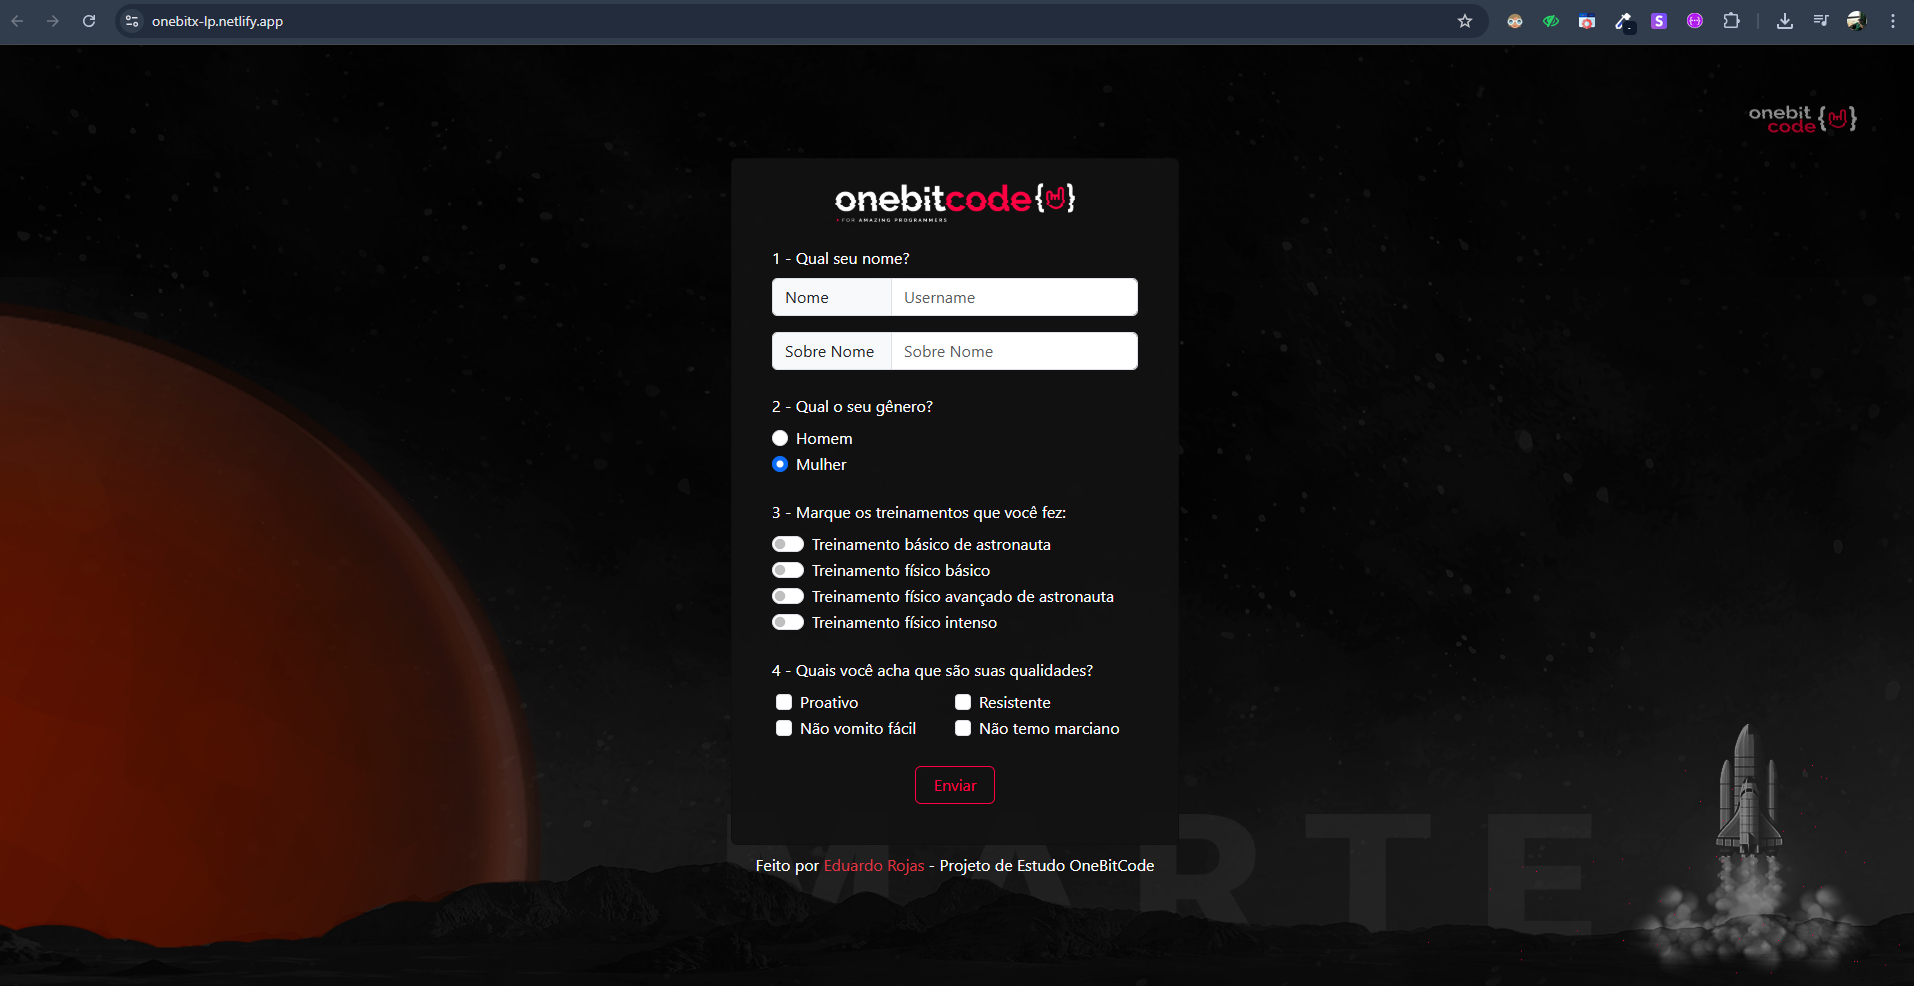 onebitx-lp.netlify.app
onebit
code
onebitcode
FOR AMAZING PROGRAMMERS
1 - Qual seu nome?
Nome Username
Sobre Nome Sobre Nome
2 - Qual o seu gênero?
Homem
Mulher
3 - Marque os treinamentos que você fez:
Treinamento básico de astronauta
Treinamento físico básico
Treinamento físico avançado de astronauta
Treinamento físico intenso
4 - Quais você acha que são suas qualidades?
Proativo Resistente
Não vomito fácil Não temo marciano
Enviar
MARTE
Feito por Eduardo Rojas - Projeto de Estudo OneBitCode